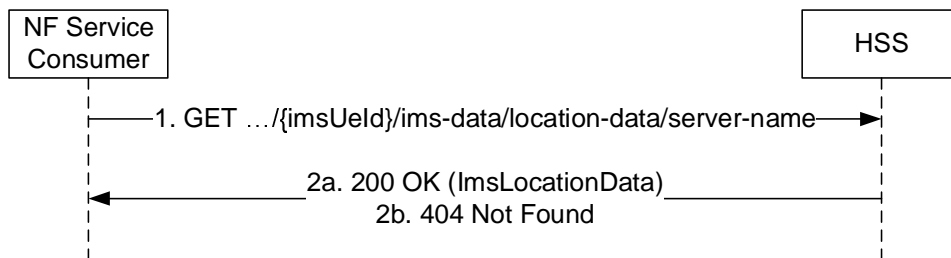 NF Service
Consumer
HSS
1. GET …/{imsUeId}/ims-data/location-data/server-name
2a. 200 OK (ImsLocationData)
2b. 404 Not Found